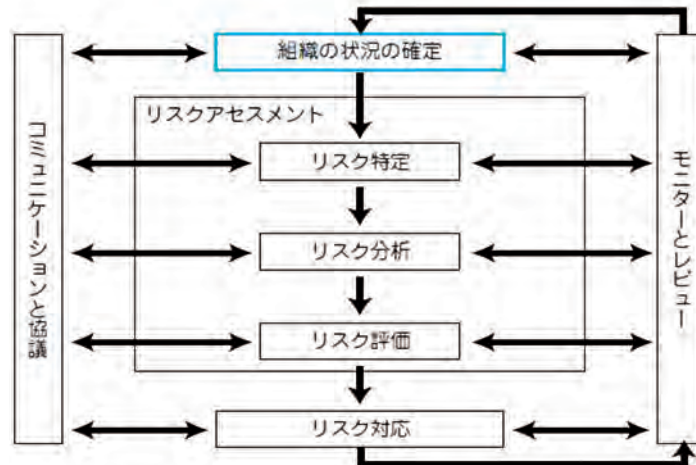 組織の状況の確定
リスクアセスメント
リスク特定
リスク分析
リスク評価
リスク対応
コミュニケーションと協議
モニターとレビュー